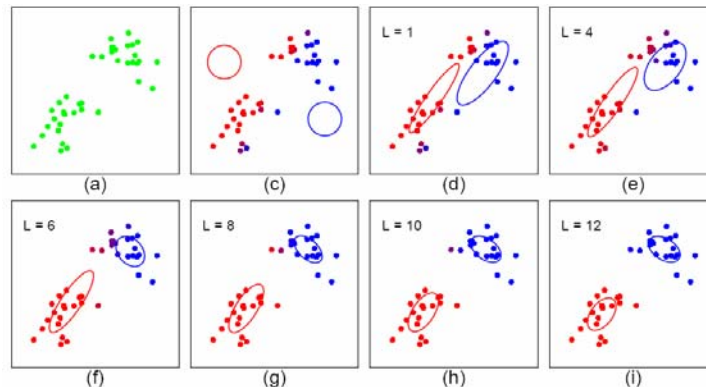 L = 1
L = 4
(a)
(c)
(d)
(e)
L = 6
L = 8
L = 10
L = 12
(f)
(g)
(h)
(i)